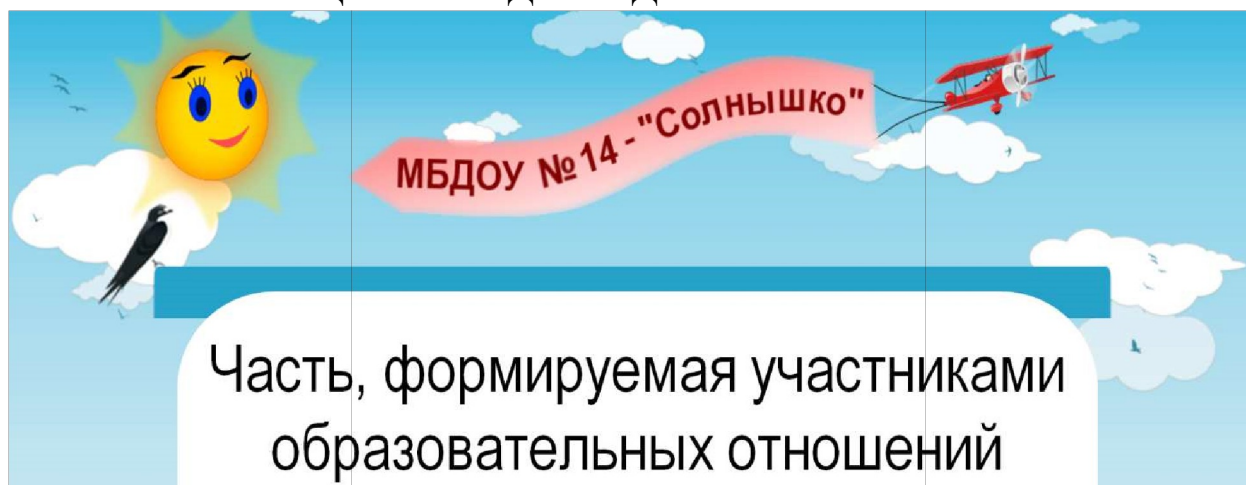 МБДОУ №14 - "Солнышко"
Часть, формируемая участниками
образовательных отношений